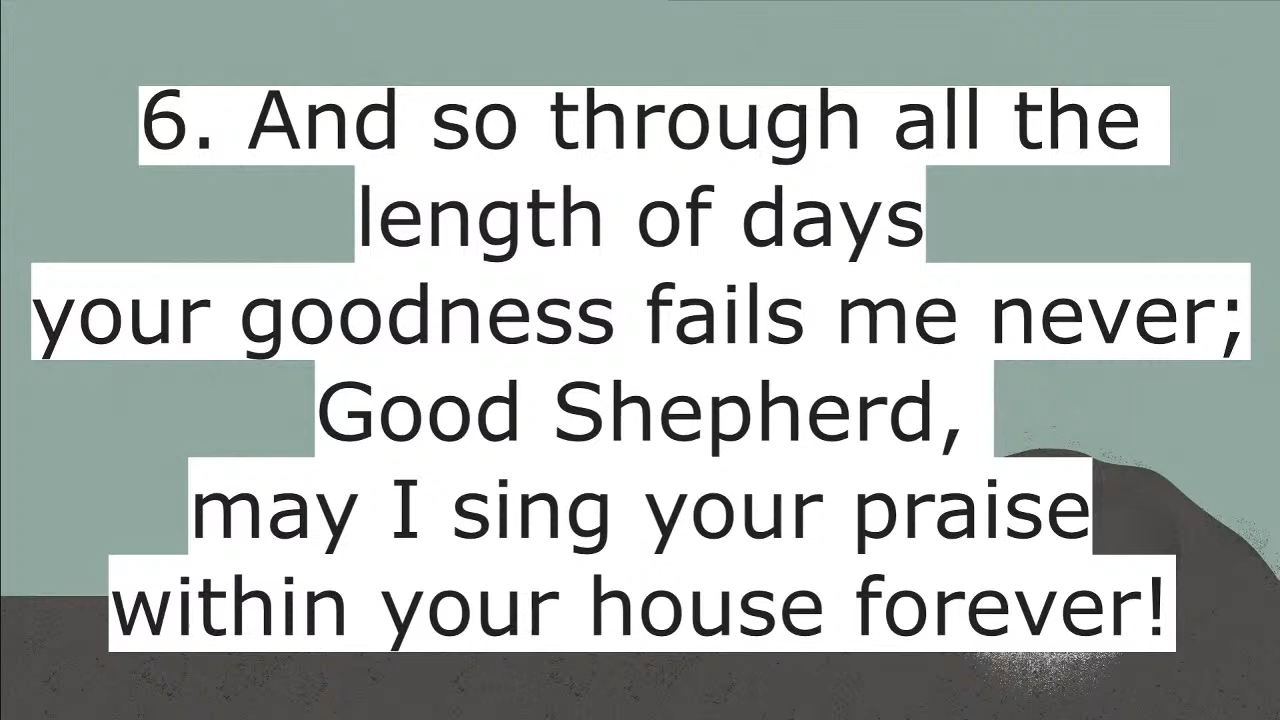 6. And so through all the
length of days
your goodness fails me never;
Good Shepherd,
may I sing your praise
within your house forever!